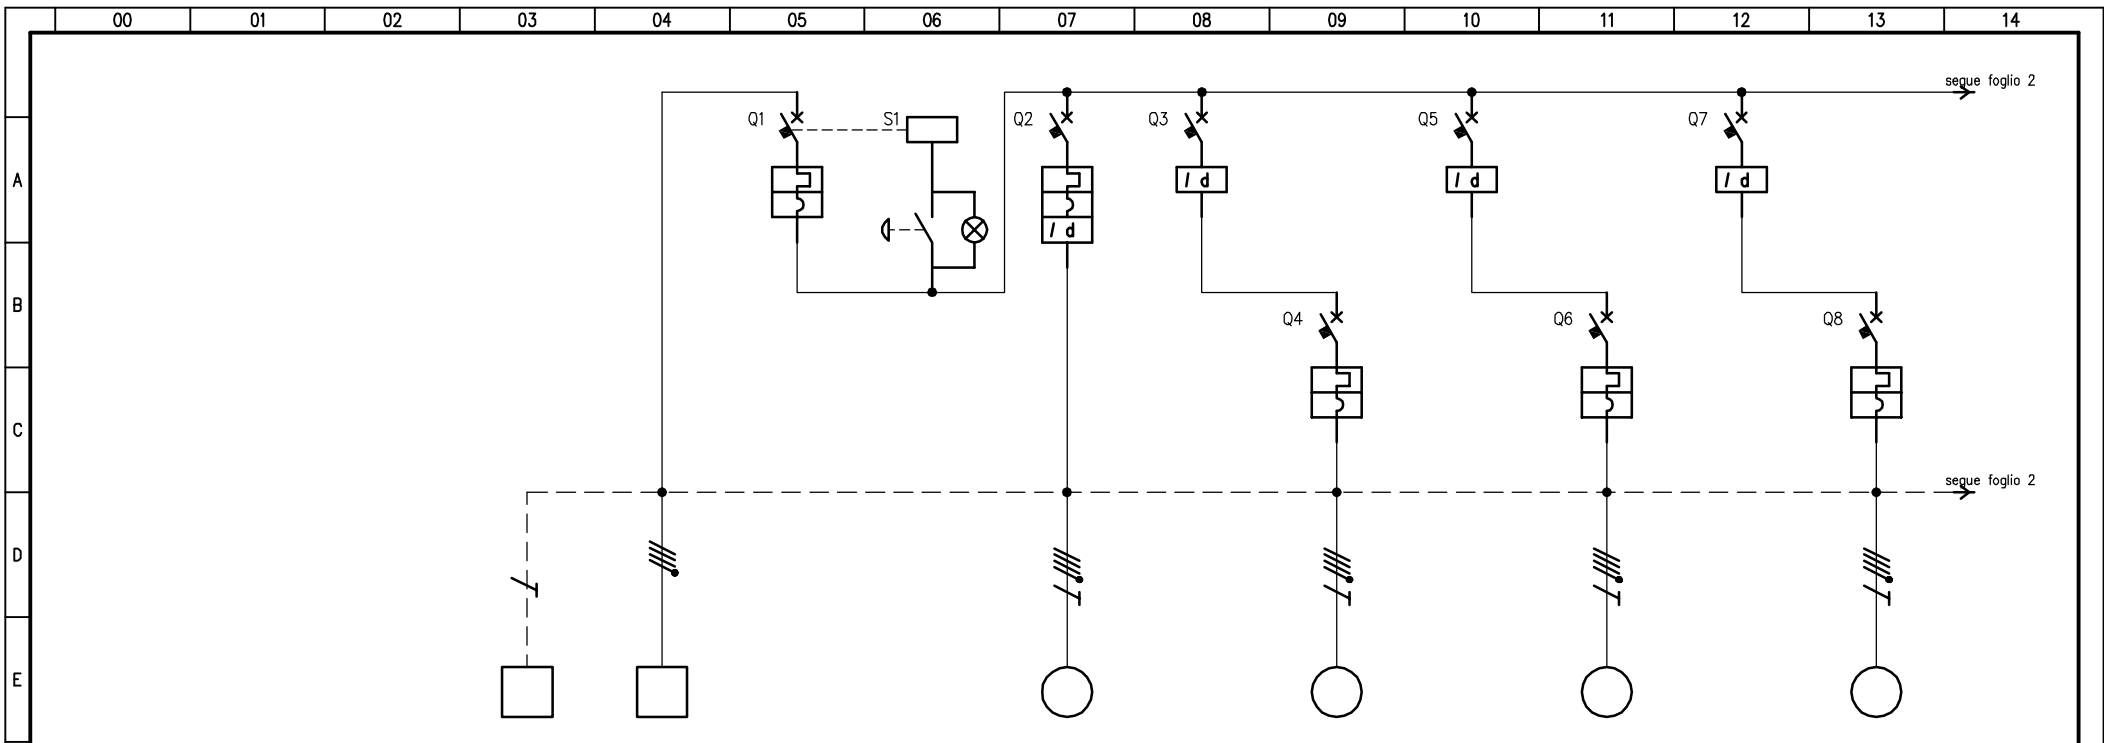 00 01 02 03 04 05 06 07 08 09 10 11 12 13 14
segue foglio 2
Q1 S1 Q2 Q3 Q5 Q7
A
I d I d I d
I d
B
Q4 Q6 Q8
C
segue foglio 2
D
E